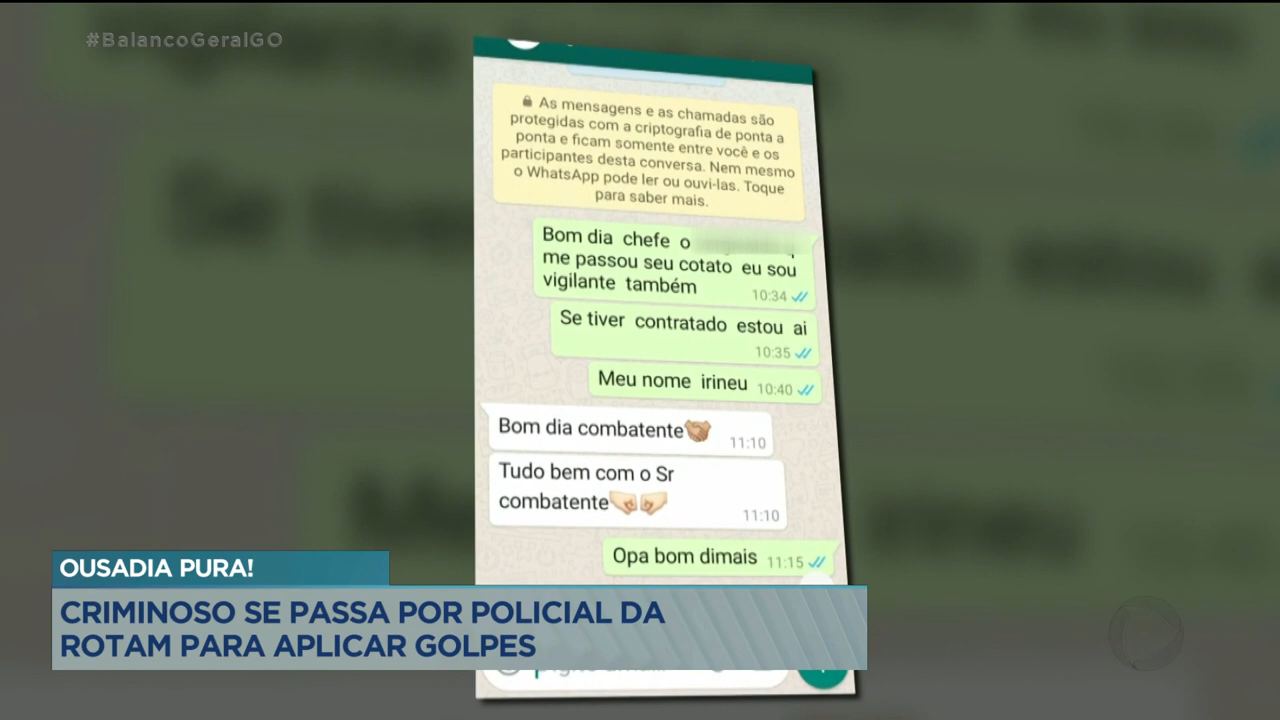 #BalancoGeralGO
As mensagens e as chamadas são
protegidas com a criptografia de ponta a
ponta e ficam somente entre você e os
participantes desta conversa. Nem mesmo
o WhatsApp pode ler ou ouvi-las. Toque
para saber mais.
Bom dia chefe o
me passou seu cotato eu sou
vigilante também
10:34
Se tiver contratado estou ai
10:35
Meu nome irineu 10:40
Bom dia combatente
11:10
Tudo bem com o Sr
combatente
11:10
Opa bom dimais 11:15
OUSADIA PURA!
CRIMINOSO SE PASSA POR POLICIAL DA
ROTAM PARA APLICAR GOLPES